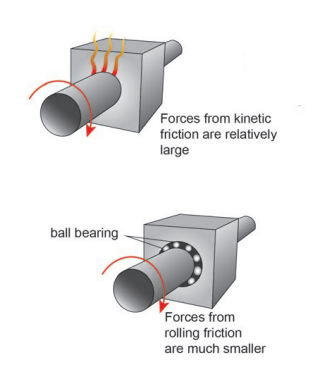 Forces from kinetic
friction are relatively
large
ball bearing
Forces from
rolling friction
are much smaller